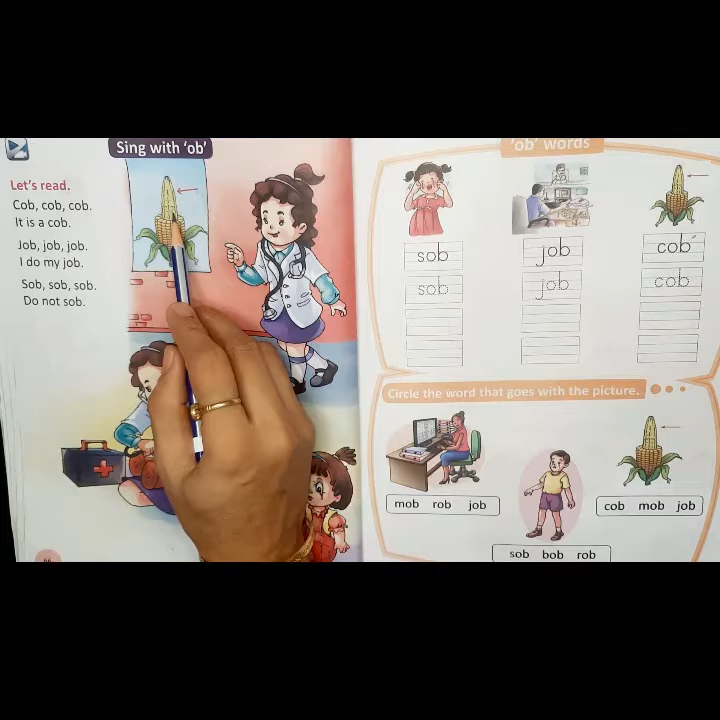 Sing with 'ob'
Let's read.
Cob, cob, cob.
It is a cob.
Job, job, job.
I do my job.
Sob, sob, sob.
Do not sob.
'ob' words
sob job cob
sob job cob
Circle the word that goes with the picture.
mob rob job
cob mob job
sob bob rob